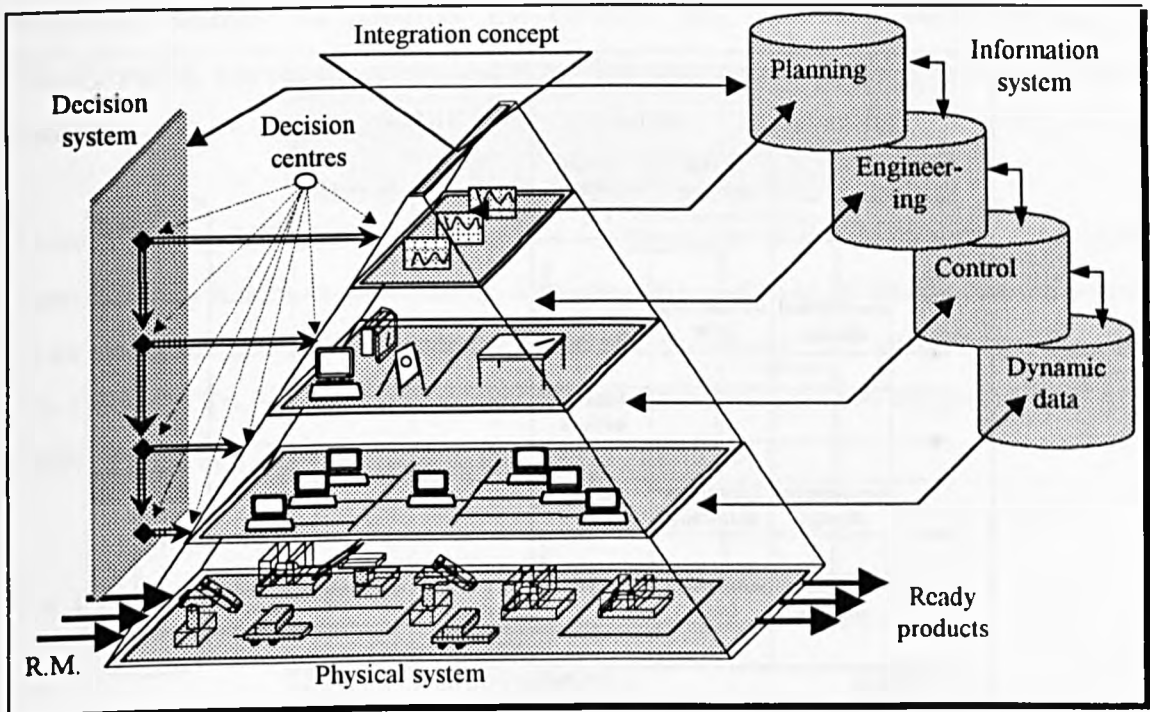 Integration concept
Decision
system
Decision
centres
Planning
Information
system
Engineer-
ing
Control
Dynamic
data
Ready
products
R.M.
Physical system